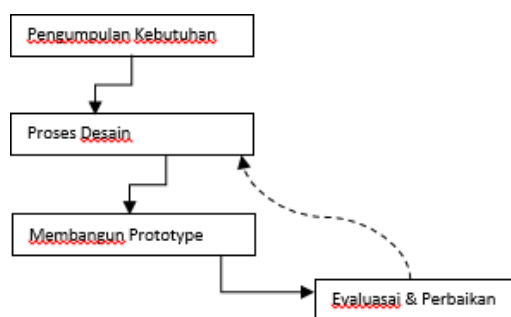 Pengumpulan Kebutuhan
Proses Desain
Membangun Prototype
Evaluasai & Perbaikan